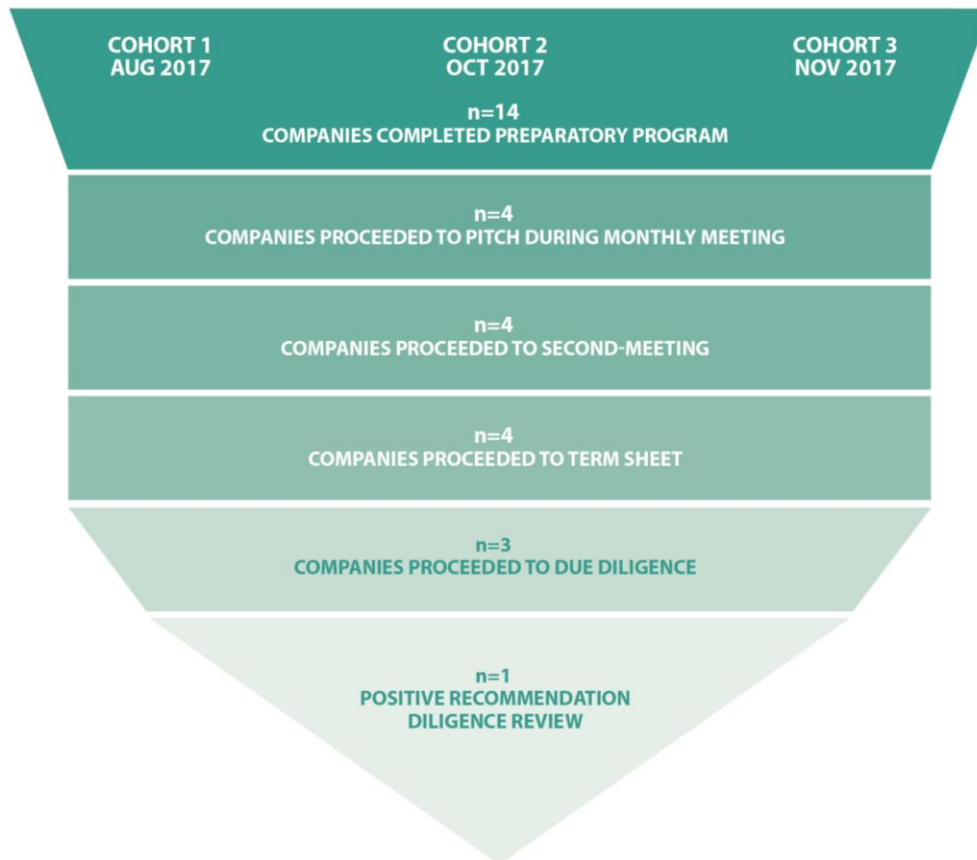 COHORT 1
AUG 2017
COHORT 2
OCT 2017
COHORT 3
NOV 2017
n=14
COMPANIES COMPLETED PREPARATORY PROGRAM
n=4
COMPANIES PROCEEDED TO PITCH DURING MONTHLY MEETING
n=4
COMPANIES PROCEEDED TO SECOND-MEETING
n=4
COMPANIES PROCEEDED TO TERM SHEET
n=3
COMPANIES PROCEEDED TO DUE DILIGENCE
n=1
POSITIVE RECOMMENDATION
DILIGENCE REVIEW